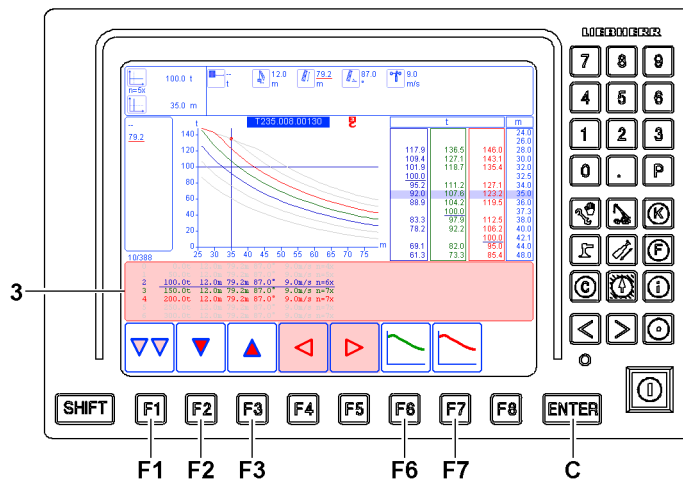 LIEBHERR
100.0 t
n=5x
35.0 m
--
t
12.0
m
79.2
m
87.0
°
9.0
m/s
7 8 9
4 5 6
1 2 3
0 . P
K
F
C i
< >
--
79.2
10/388
t
T235.008.00130
140
120
100
80
60
40
20
0
25 30 35 40 45 50 55 60 65 70 75
m
t m
24.0
26.0
117.9 136.5 146.0 28.0
109.4 127.1 143.1 30.0
101.9 118.7 135.4 32.0
100.0 32.5
95.2 111.2 127.1 34.0
92.0 107.6 123.2 35.0
88.9 104.2 119.5 36.0
100.0 37.3
83.3 97.9 112.5 38.0
78.2 92.2 106.2 40.0
100.0 42.1
69.1 82.0 95.0 44.0
61.3 73.3 85.4 48.0
3
2 100.0t 12.0m 79.2m 87.0° 9.0m/s n=6x
3 150.0t 12.0m 79.2m 87.0° 9.0m/s n=7x
4 200.0t 12.0m 79.2m 87.0° 9.0m/s n=7x
SHIFT F1 F2 F3 F4 F5 F6 F7 F8 ENTER
F1 F2 F3 F6 F7 C